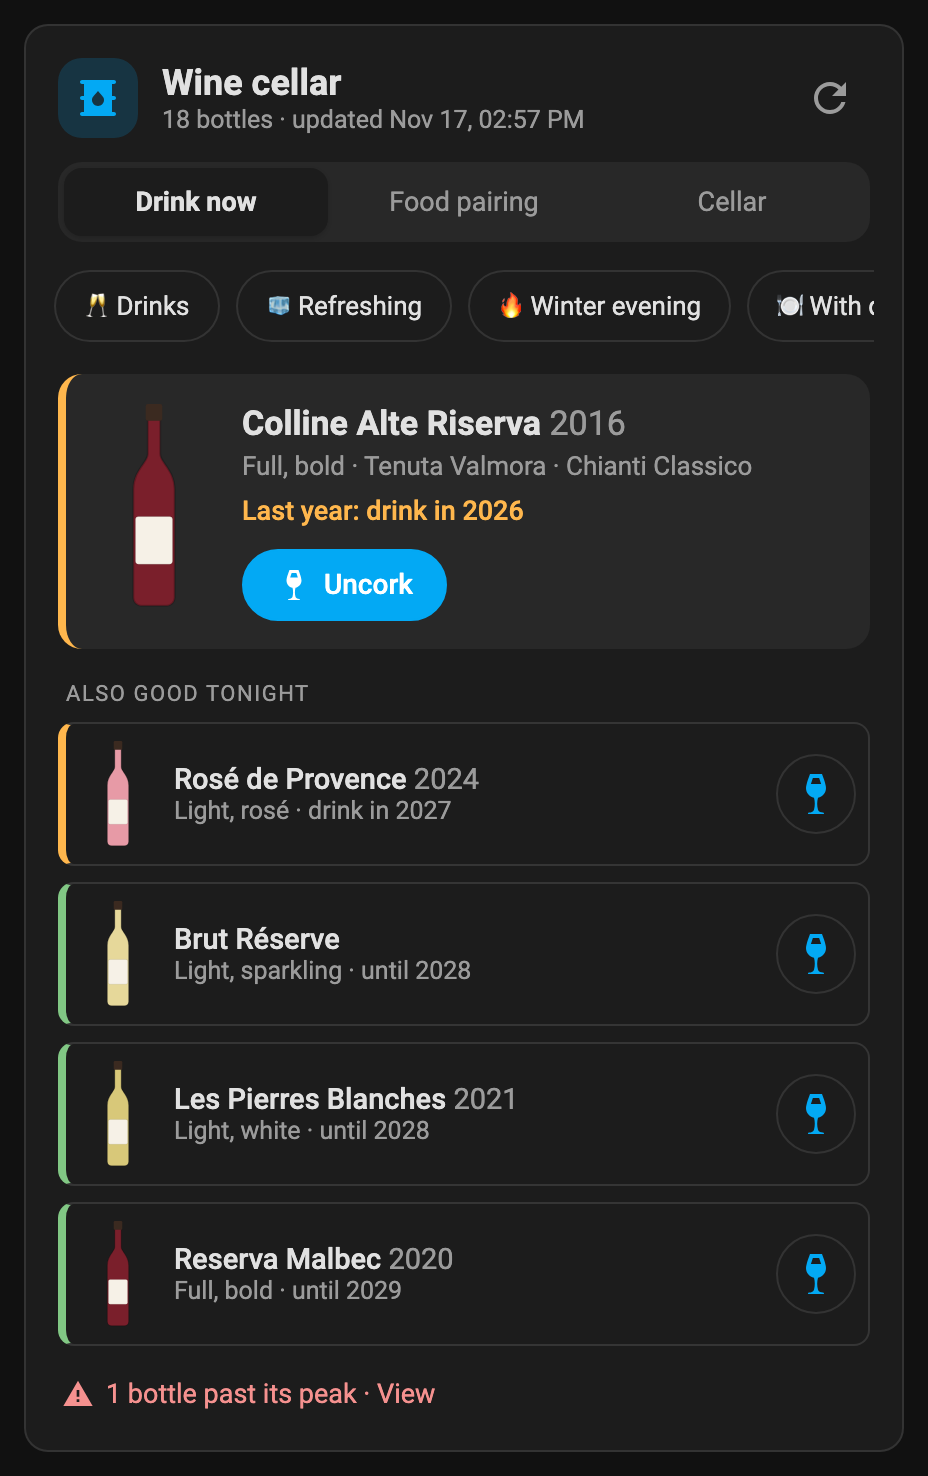 Wine cellar
18 bottles · updated Nov 17, 02:57 PM
Drink now
Food pairing
Cellar
Drinks
Refreshing
Winter evening
With
Colline Alte Riserva 2016
Full, bold · Tenuta Valmora · Chianti Classico
Last year: drink in 2026
Uncork
ALSO GOOD TONIGHT
Rosé de Provence 2024
Light, rosé · drink in 2027
Brut Réserve
Light, sparkling · until 2028
Les Pierres Blanches 2021
Light, white · until 2028
Reserva Malbec 2020
Full, bold · until 2029
1 bottle past its peak · View